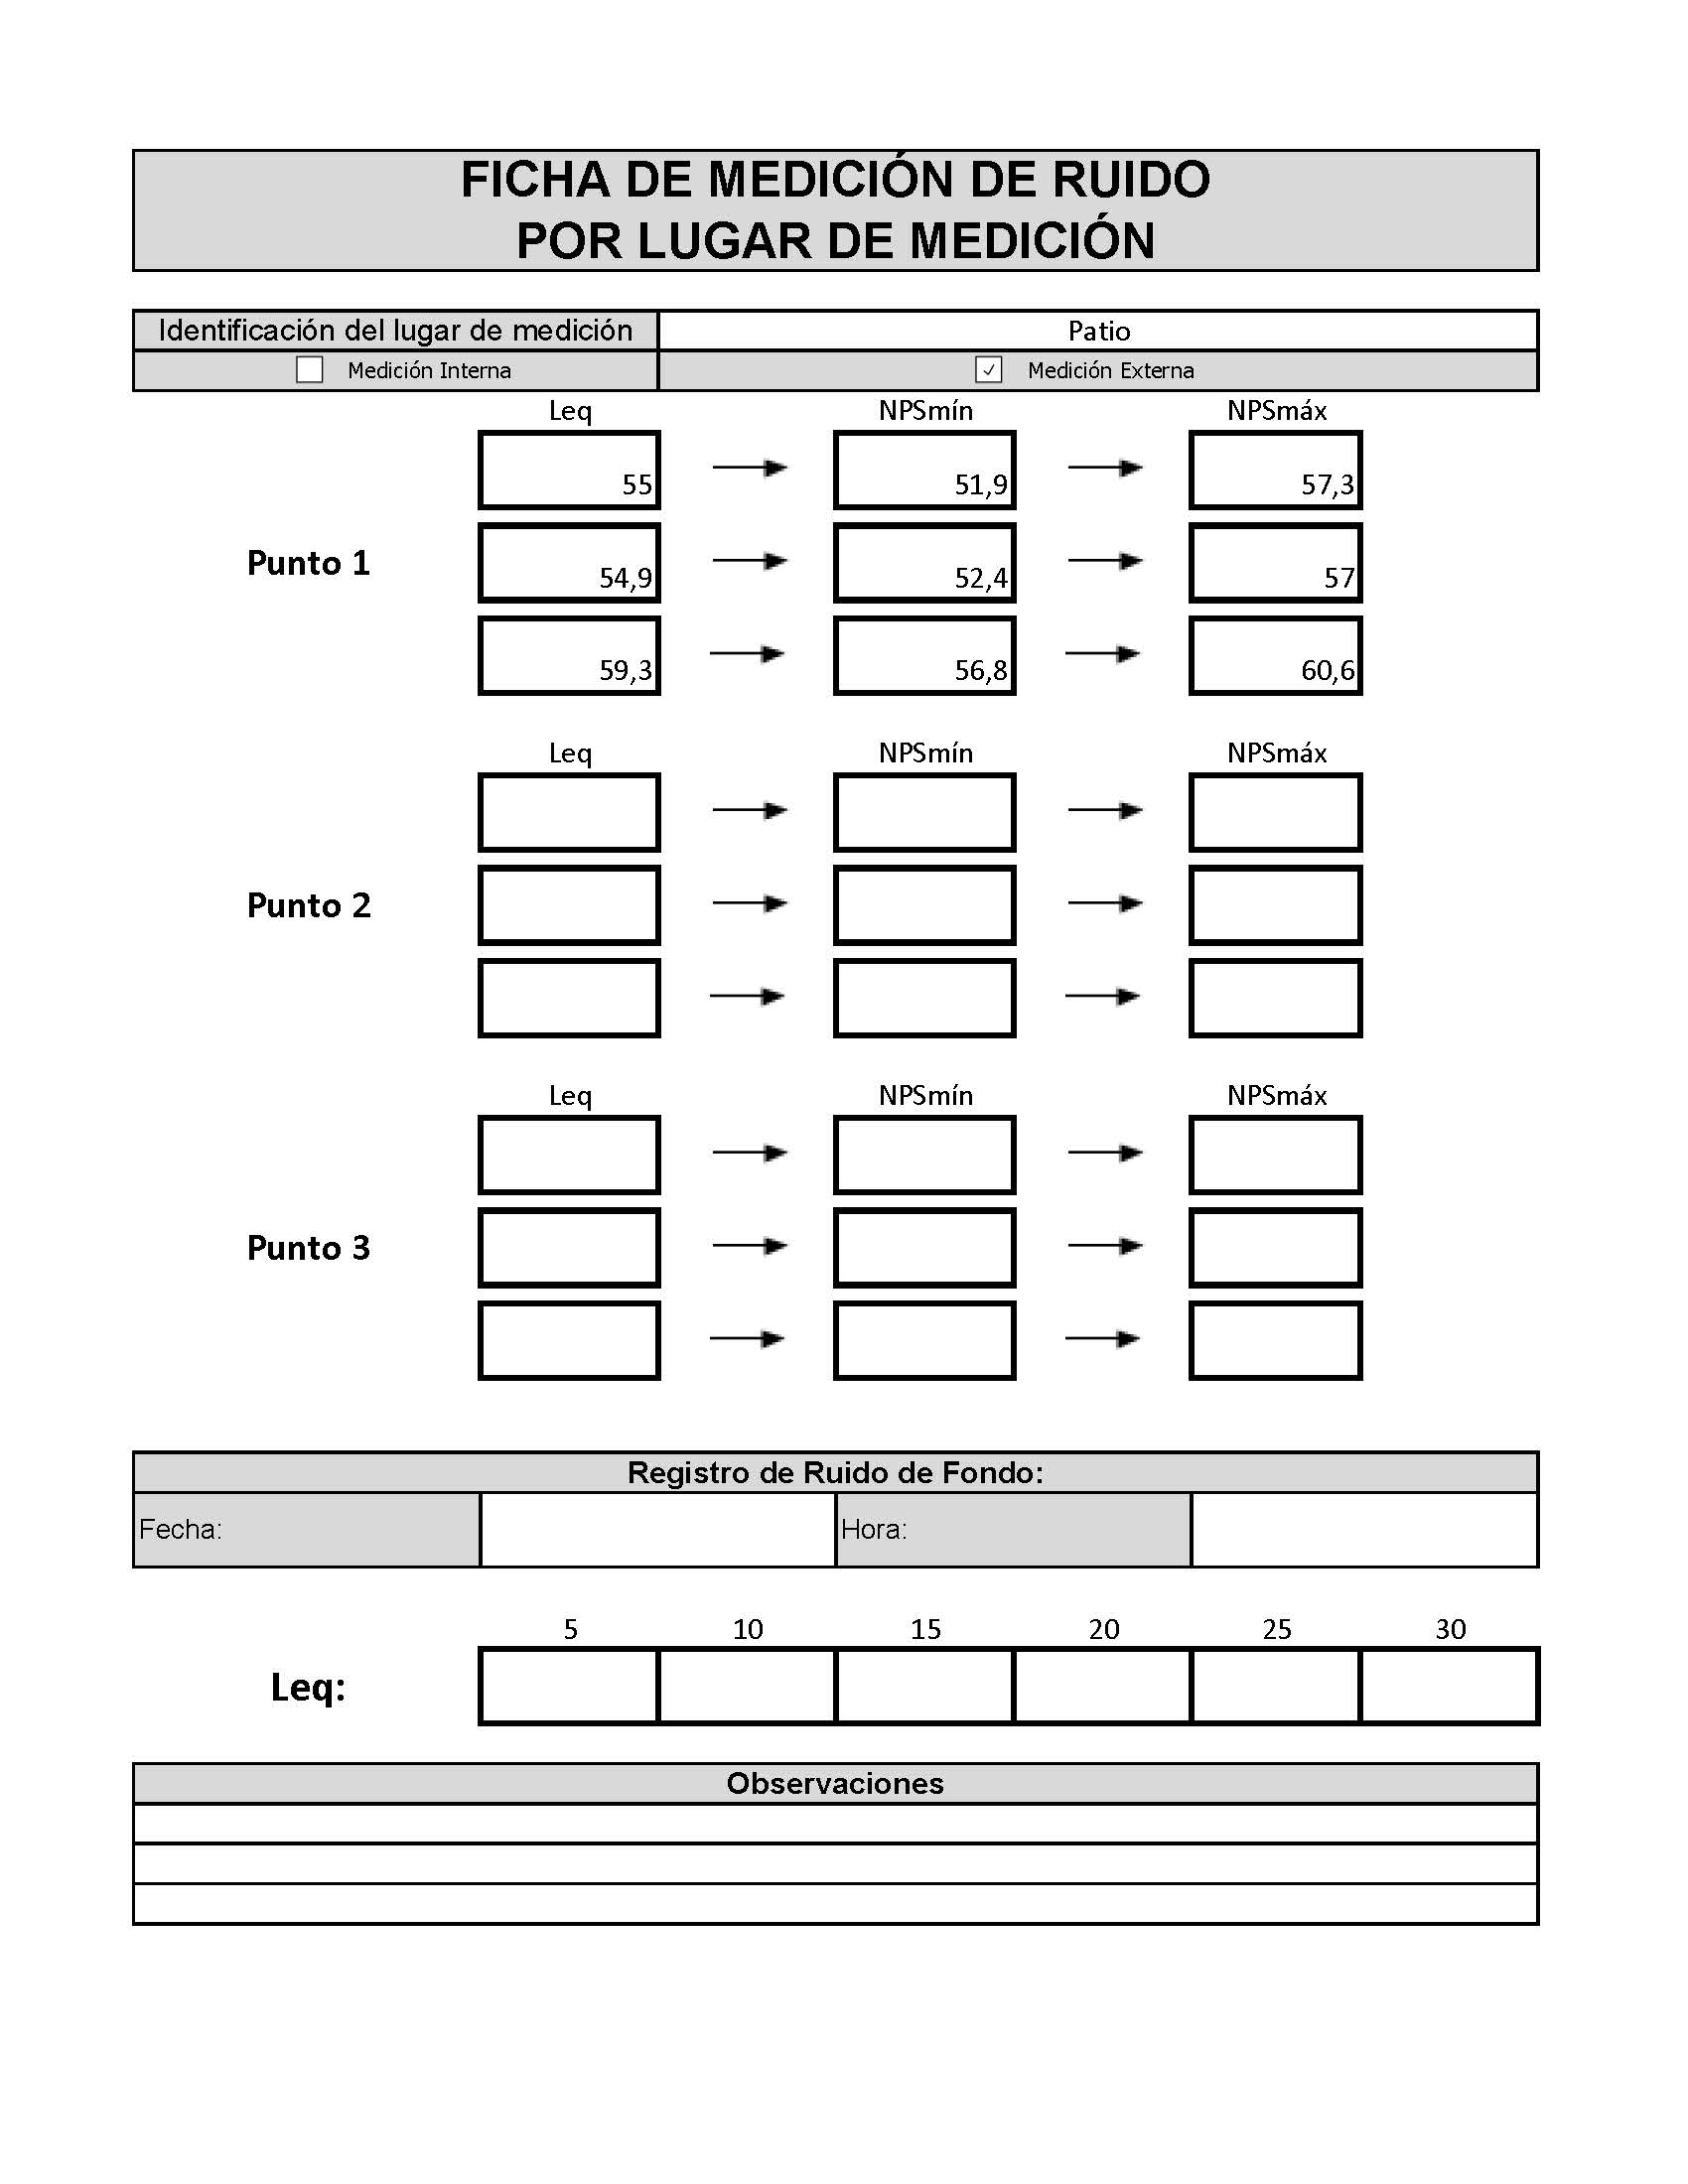 FICHA DE MEDICIÓN DE RUIDO
POR LUGAR DE MEDICIÓN
Identificación del lugar de medición Patio
Medición Interna ✓ Medición Externa
Leq NPSmín NPSmáx
55 51,9 57,3
Punto 1 54,9 52,4 57
59,3 56,8 60,6
Leq NPSmín NPSmáx
Punto 2
Leq NPSmín NPSmáx
Punto 3
Registro de Ruido de Fondo:
Fecha: Hora:
5 10 15 20 25 30
Leq:
Observaciones